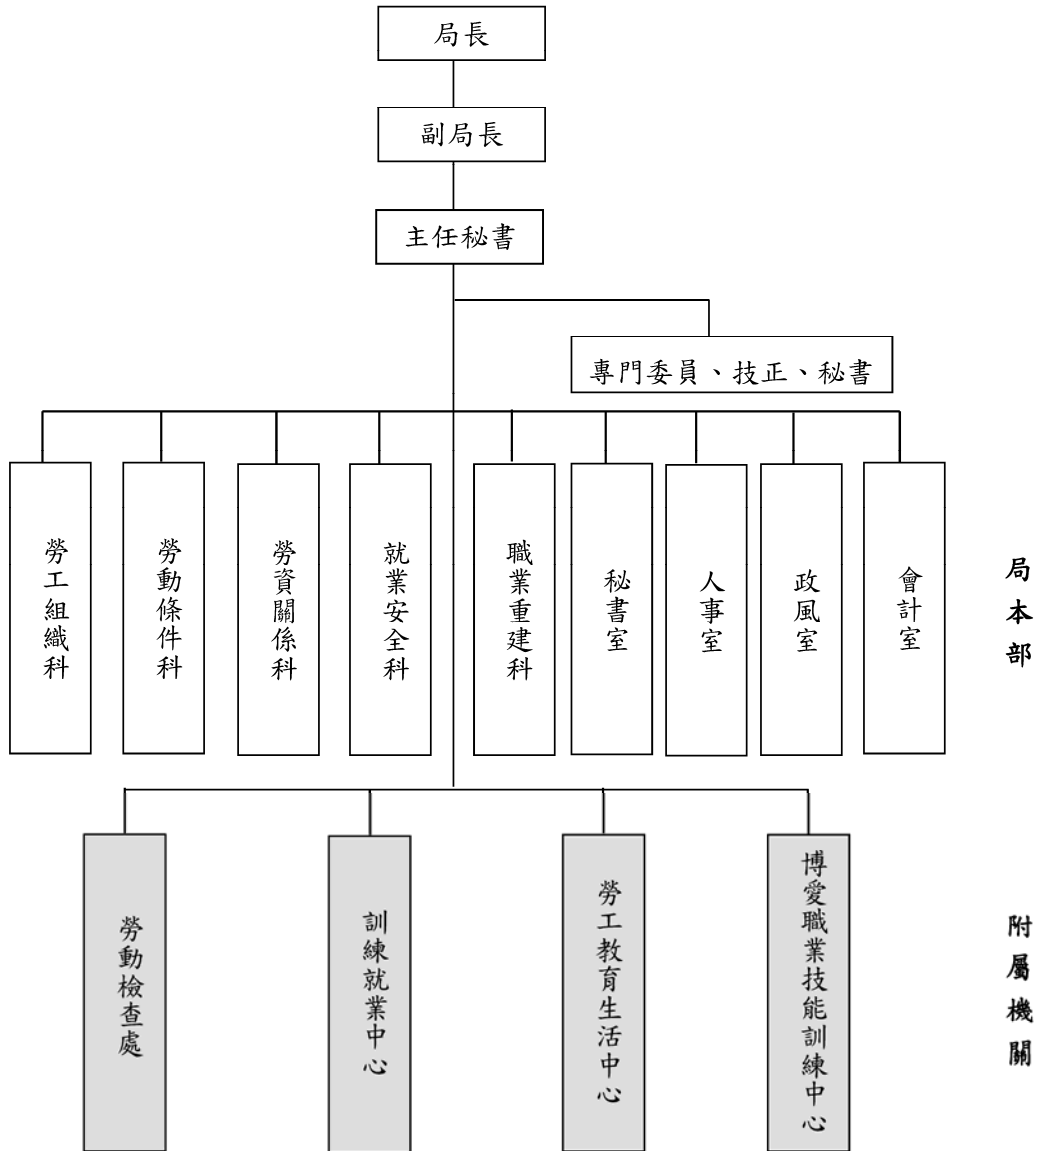 局長
副局長
主任秘書
專門委員、技正、秘書
勞工組織科
勞動條件科
勞資關係科
就業安全科
職業重建科
秘書室
人事室
政風室
會計室
局本部
勞動檢查處
訓練就業中心
勞工教育生活中心
博愛職業技能訓練中心
附屬機關